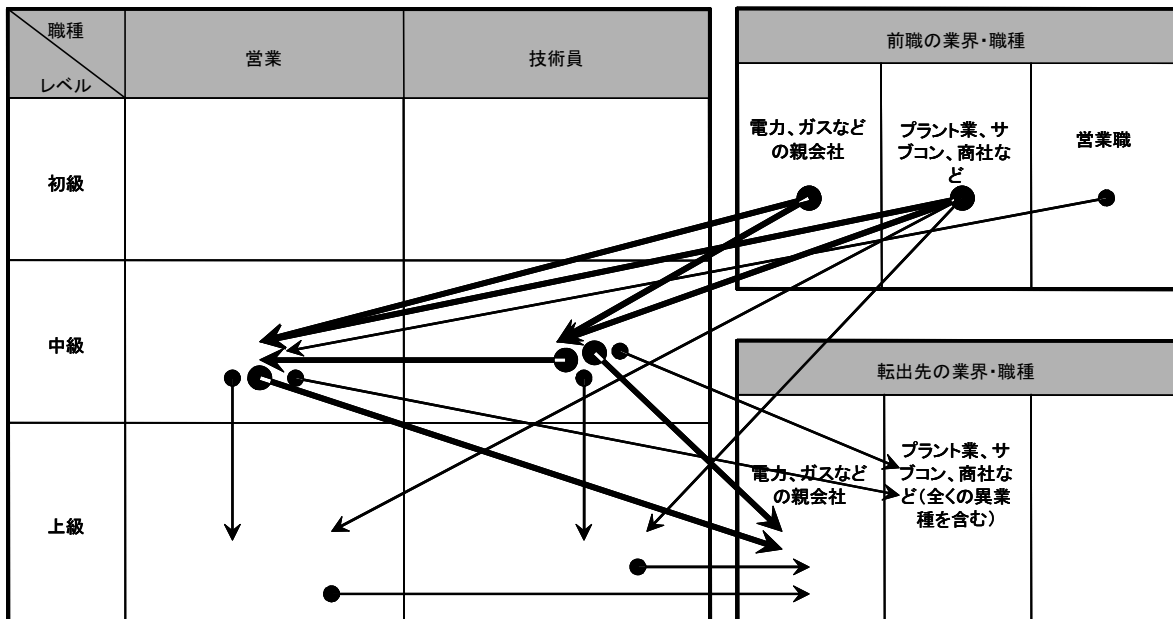 職種
レベル
営業
技術員
初級
中級
上級
前職の業界・職種
電力、ガスなど
の親会社
プラント業、サ
ブコン、商社な
ど
営業職
転出先の業界・職種
電力、ガスなど
の親会社
プラント業、サ
ブコン、商社な
ど(全くの異業
種を含む)